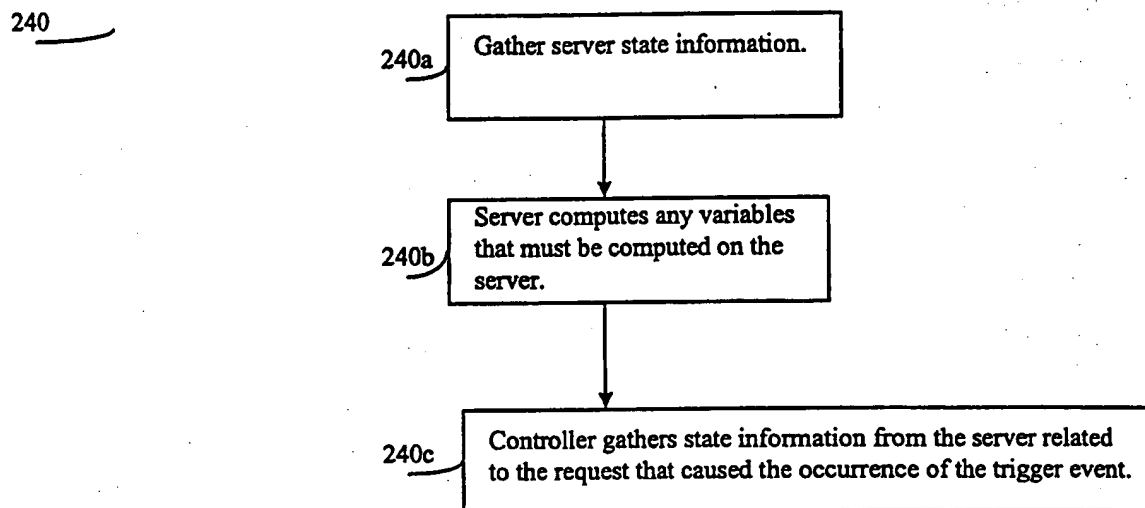 240
240a
Gather server state information.
240b
Server computes any variables
that must be computed on the
server.
240c
Controller gathers state information from the server related
to the request that caused the occurrence of the trigger event.